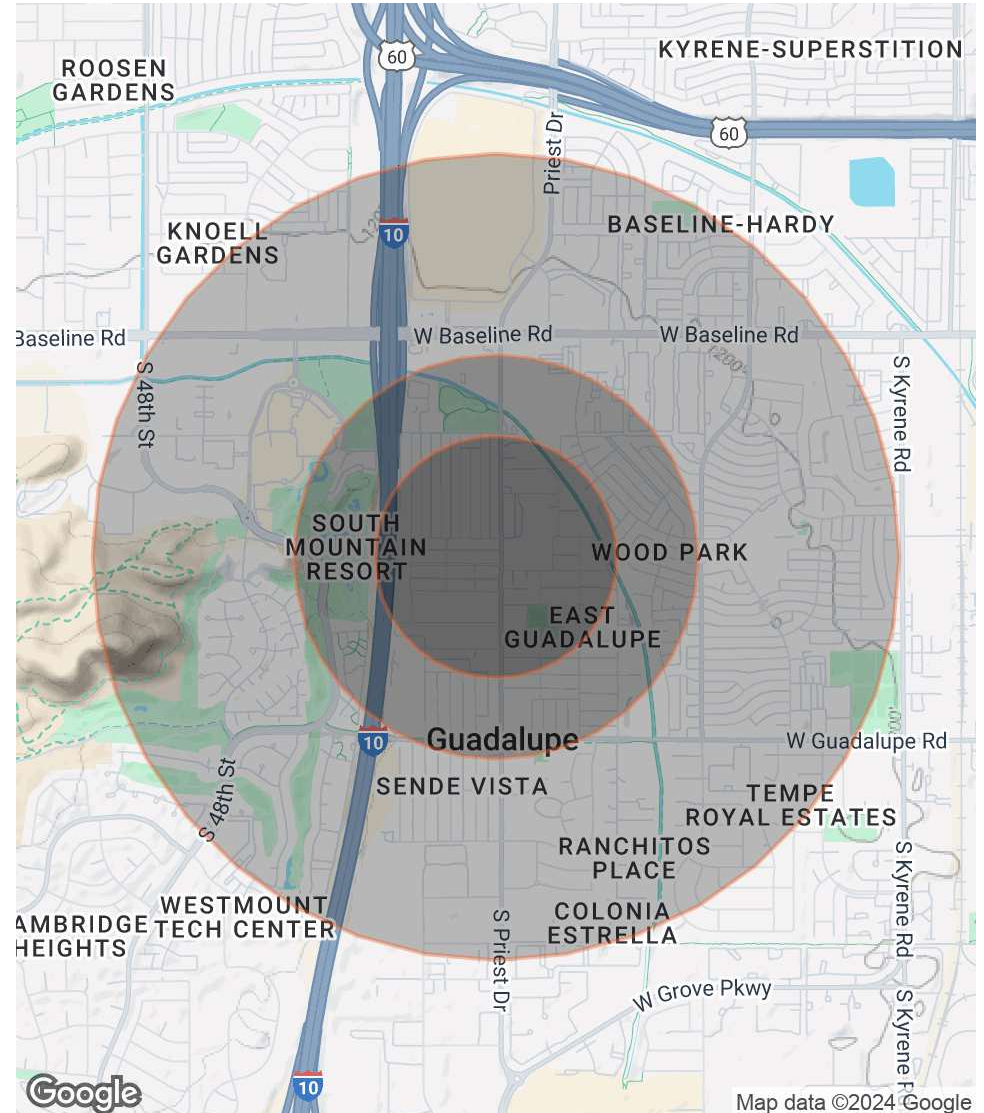 60
KYRENE-SUPERSTITION
ROOSEN
GARDENS
60
Priest Dr
KNOELL
GARDENS
10
BASELINE-HARDY
Baseline Rd
W Baseline Rd
W Baseline Rd
S 48th St
S Kyrene Rd
SOUTH
MOUNTAIN
RESORT
WOOD PARK
EAST
GUADALUPE
10
Guadalupe
W Guadalupe Rd
SENDE VISTA
S 48th St
TEMPE
ROYAL ESTATES
RANCHITOS
PLACE
S Kyrene Rd
AMBRIDGE
HEIGHTS
WESTMOUNT
TECH CENTER
COLONIA
ESTRELLA
S Priest Dr
W Grove Pkwy
S Kyrene R
10
Google
Map data ©2024 Google